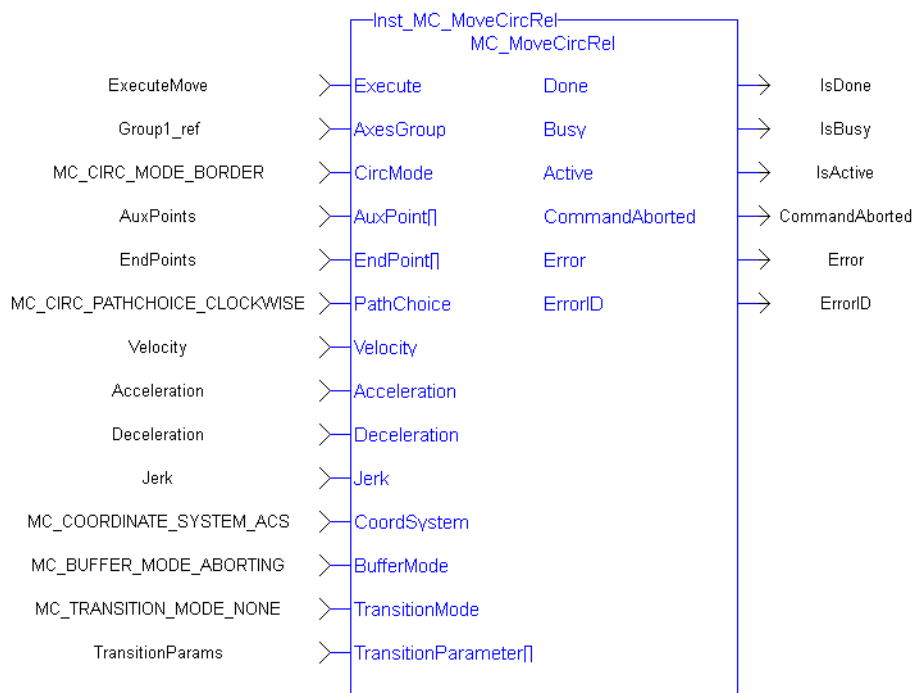 Inst_MC_MoveCircRel
MC_MoveCircRel
ExecuteMove Execute Done IsDone
Group1_ref AxesGroup Busy IsBusy
MC_CIRC_MODE_BORDER CircMode Active IsActive
AuxPoints AuxPoint[] CommandAborted CommandAborted
EndPoints EndPoint[] Error Error
MC_CIRC_PATHCHOICE_CLOCKWISE PathChoice ErrorID ErrorID
Velocity Velocity
Acceleration Acceleration
Deceleration Deceleration
Jerk Jerk
MC_COORDINATE_SYSTEM_ACS CoordSystem
MC_BUFFER_MODE_ABORTING BufferMode
MC_TRANSITION_MODE_NONE TransitionMode
TransitionParams TransitionParameter[]